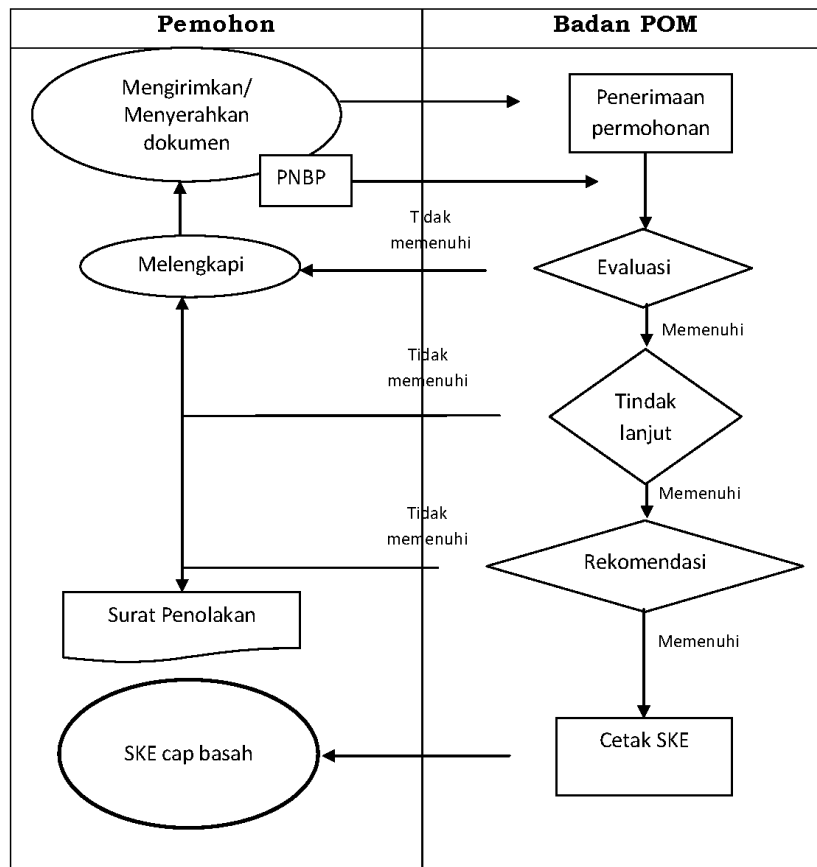 Pemohon
Badan POM
Mengirimkan/
Menyerahkan
dokumen
Penerimaan
permohonan
PNBP
Tidak
memenuhi
Melengkapi
Evaluasi
Memenuhi
Tidak
memenuhi
Tindak
lanjut
Memenuhi
Tidak
memenuhi
Rekomendasi
Surat Penolakan
Memenuhi
SKE cap basah
Cetak SKE